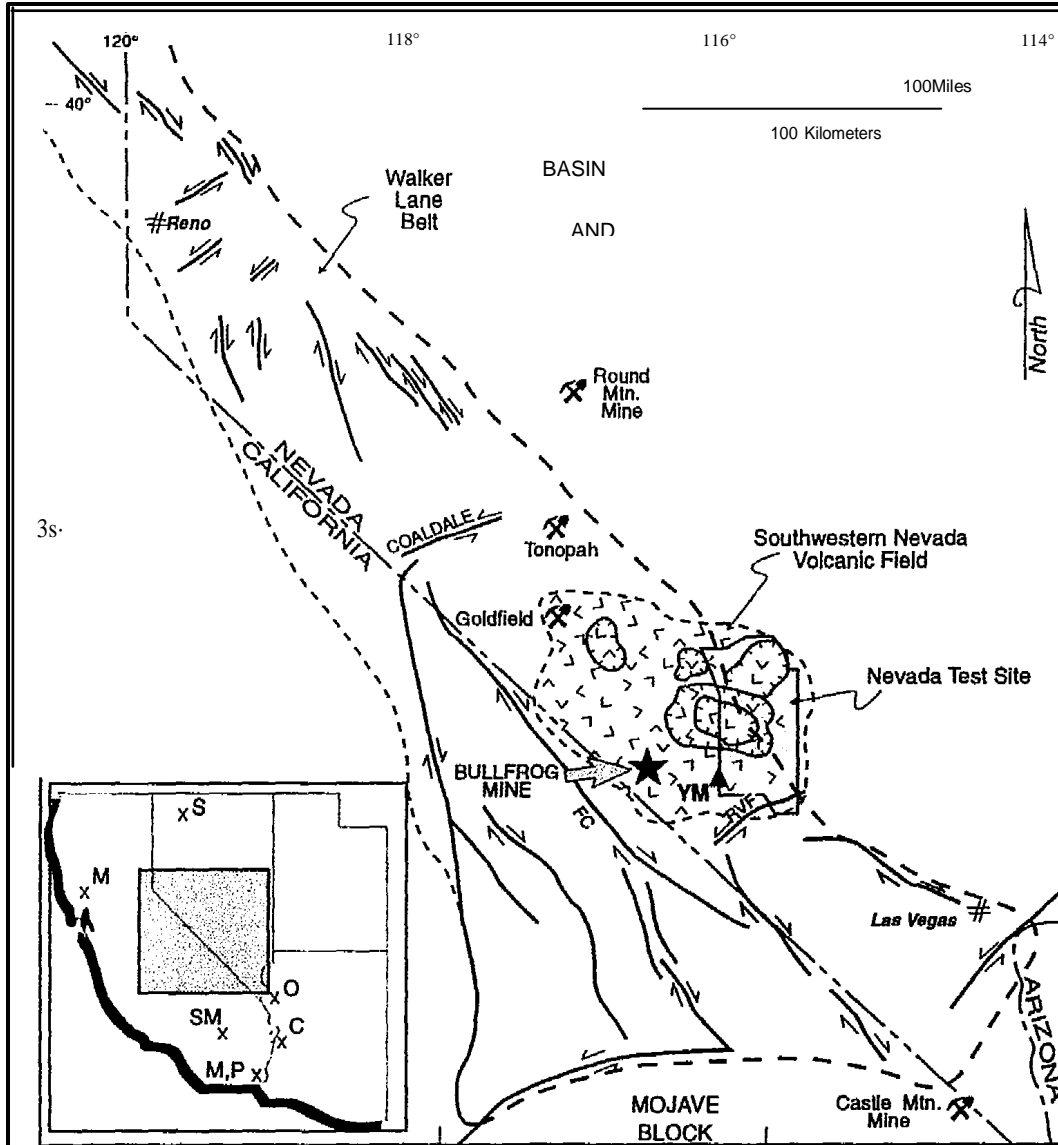 120°
118°
116°
114°
40°
100Miles
100 Kilometers
BASIN
AND
Walker
Lane
Belt
#Reno
North
Round
Mtn.
Mine
NEVADA
CALIFORNIA
3s·
COALDALE
Tonopah
Southwestern Nevada
Volcanic Field
Goldfield
Nevada Test Site
BULLFROG
MINE
YM
FC
RVF
Las Vegas
#
S
M
O
SM
C
M,P
ARIZONA
MOJAVE
BLOCK
Castle Mtn.
Mine